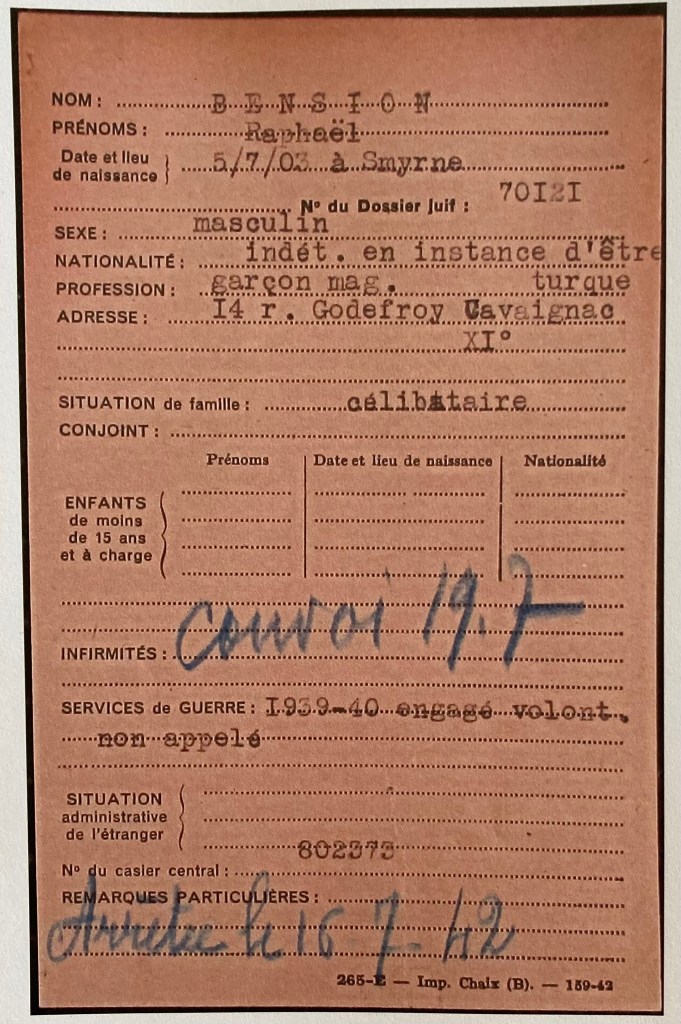 NOM : BENSION
PRÉNOMS : Raphaël
Date et lieu de naissance } 5/7/03 à Smyrne
N° du Dossier juif : 70I2I
SEXE : masculin
NATIONALITÉ : indét. en instance d'être
PROFESSION : garçon mag. turque
ADRESSE : I4 r. Godefroy Cavaignac
XI°
SITUATION de famille : célibataire
CONJOINT :
Prénoms Date et lieu de naissance Nationalité
ENFANTS
de moins
de 15 ans
et à charge
convoi 19.7
INFIRMITÉS :
SERVICES de GUERRE : I939-40 engagé volont.
non appelé
SITUATION
administrative
de l'étranger
802373
N° du casier central :
REMARQUES PARTICULIÈRES :
Arrêté le 16-7-42
265-E — Imp. Chaix (B). — 159-42